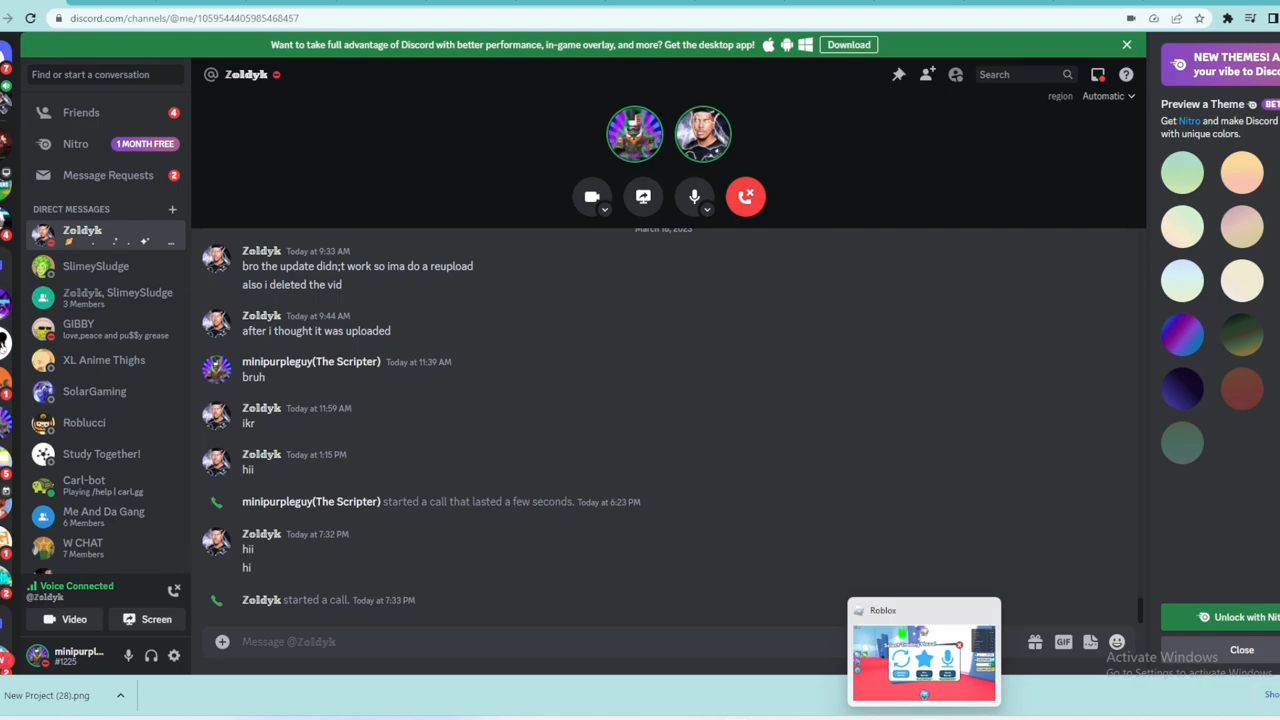 discord.com/channels/@me/1059544405985468457
Want to take full advantage of Discord with better performance, in-game overlay, and more? Get the desktop app!
Download
Find or start a conversation
@ Zoldyk
Search
region Automatic
Friends 4
Nitro 1 MONTH FREE
Message Requests 2
DIRECT MESSAGES
Zoldyk
SlimeySludge
Zoldyk, SlimeySludge
3 Members
GIBBY
love,peace and pu$$y grease
XL Anime Thighs
SolarGaming
Roblucci
Study Together!
Carl-bot
Playing /help | carl.gg
Me And Da Gang
6 Members
W CHAT
7 Members
Voice Connected
@Zoldyk
Video
Screen
minipurpl...
#1225
March 16, 2023
Zoldyk Today at 9:33 AM
bro the update didn;t work so ima do a reupload
also i deleted the vid
Zoldyk Today at 9:44 AM
after i thought it was uploaded
minipurpleguy(The Scripter) Today at 11:39 AM
bruh
Zoldyk Today at 11:59 AM
ikr
Zoldyk Today at 1:15 PM
hii
minipurpleguy(The Scripter) started a call that lasted a few seconds. Today at 6:23 PM
Zoldyk Today at 7:32 PM
hii
hi
Zoldyk started a call. Today at 7:33 PM
Message @Zoldyk
GIF
Roblox
NEW THEMES! A
your vibe to Disco
Preview a Theme BET
Get Nitro and make Discord
with unique colors.
Unlock with Nit
Close
Activate Windows
Go to Settings to activate Windows.
New Project (28).png
Sho